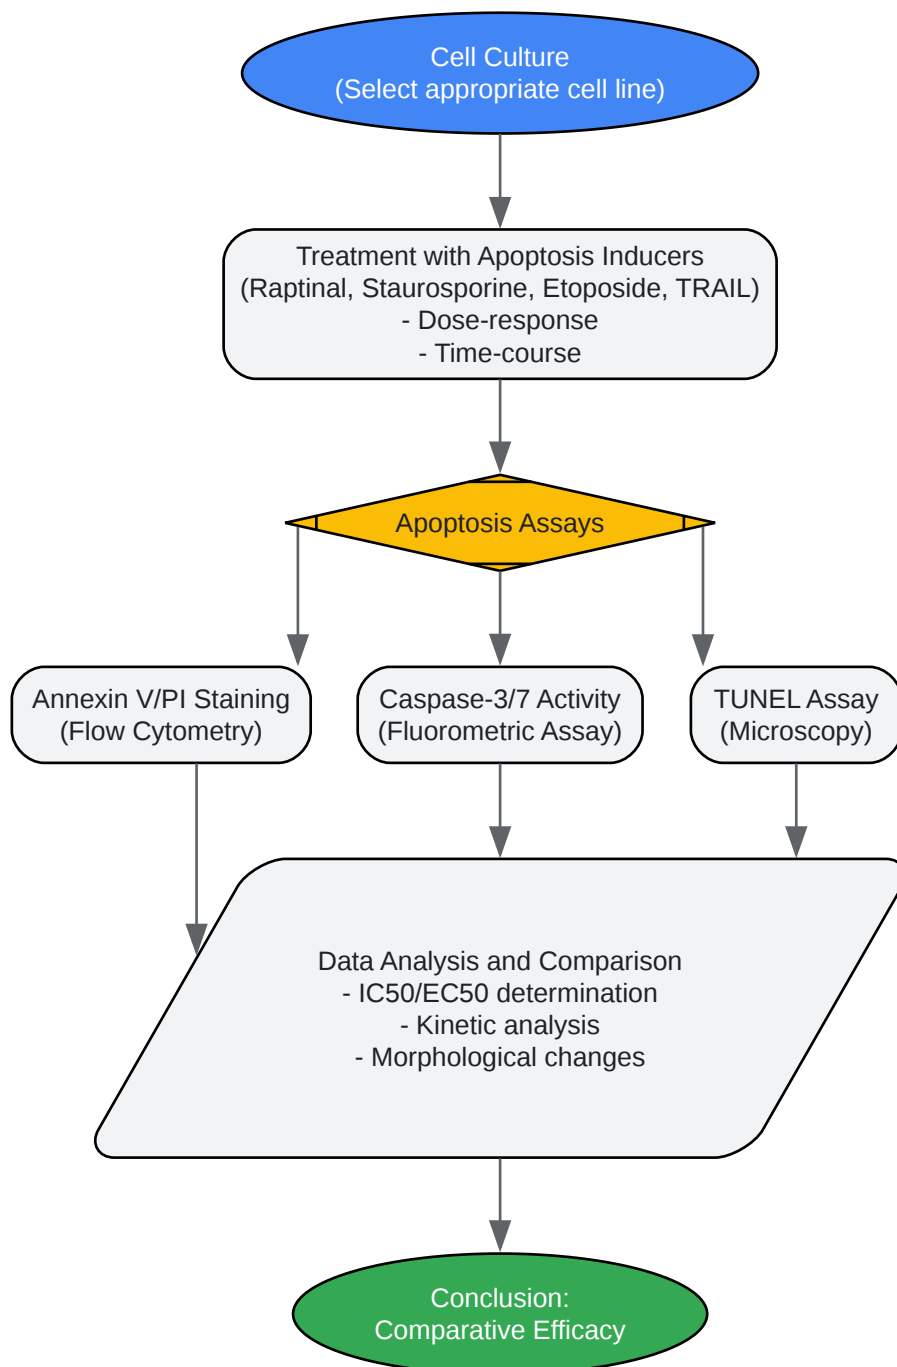 Cell Culture
(Select appropriate cell line)
Treatment with Apoptosis Inducers
(Raptinal, Staurosporine, Etoposide, TRAIL)
- Dose-response
- Time-course
Apoptosis Assays
Annexin V/PI Staining
(Flow Cytometry)
Caspase-3/7 Activity
(Fluorometric Assay)
TUNEL Assay
(Microscopy)
Data Analysis and Comparison
- IC50/EC50 determination
- Kinetic analysis
- Morphological changes
Conclusion:
Comparative Efficacy